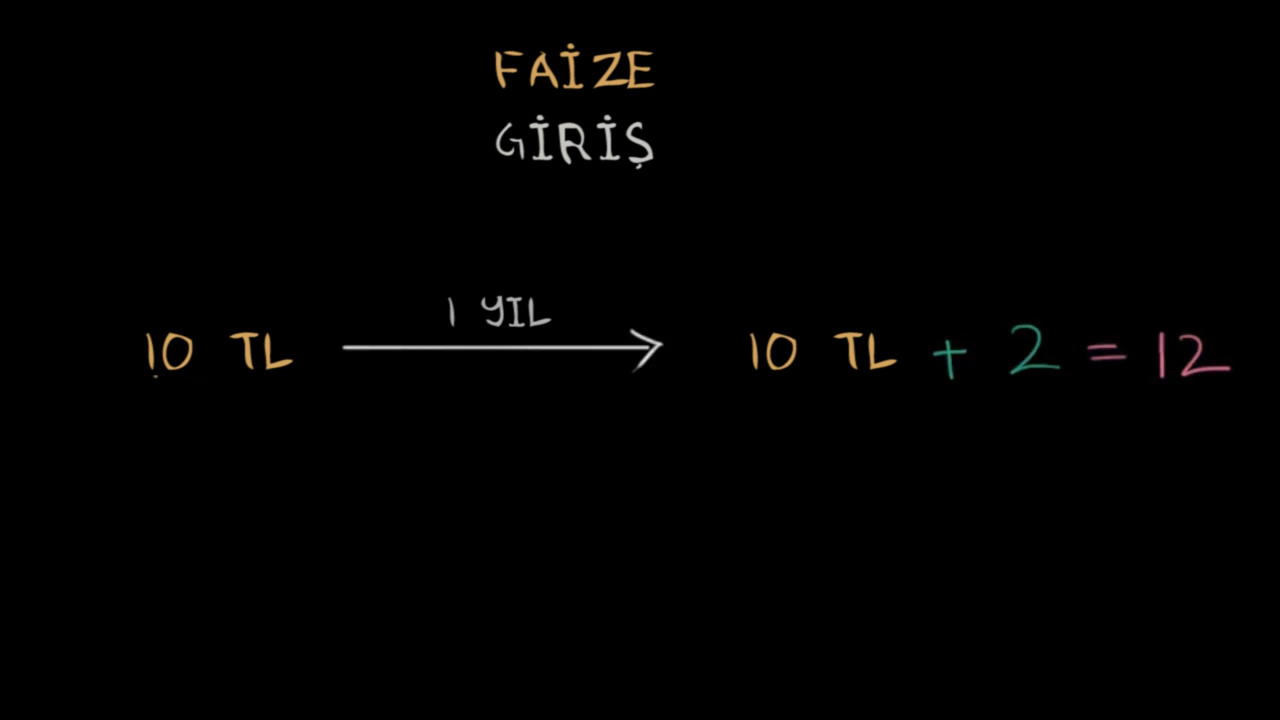 FAİZE
GİRİŞ
1 YIL
10 TL → 10 TL + 2 = 12